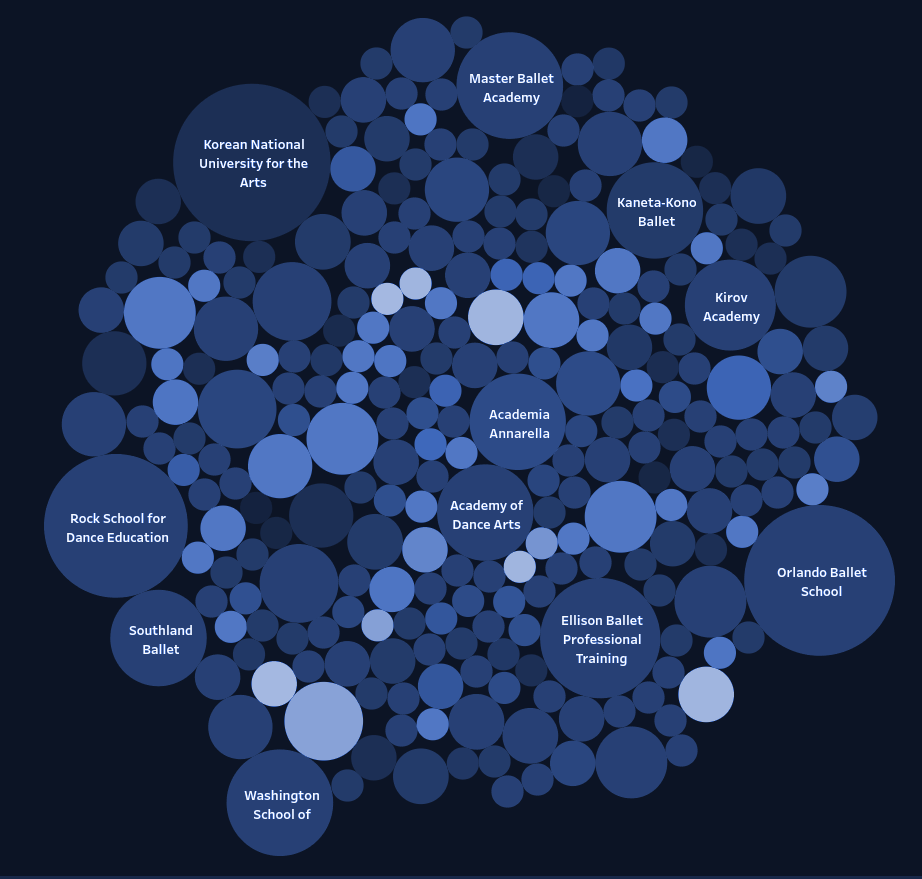 Master Ballet
Academy
Korean National
University for the
Arts
Kaneta-Kono
Ballet
Kirov
Academy
Academia
Annarella
Academy of
Dance Arts
Rock School for
Dance Education
Orlando Ballet
School
Southland
Ballet
Ellison Ballet
Professional
Training
Washington
School of